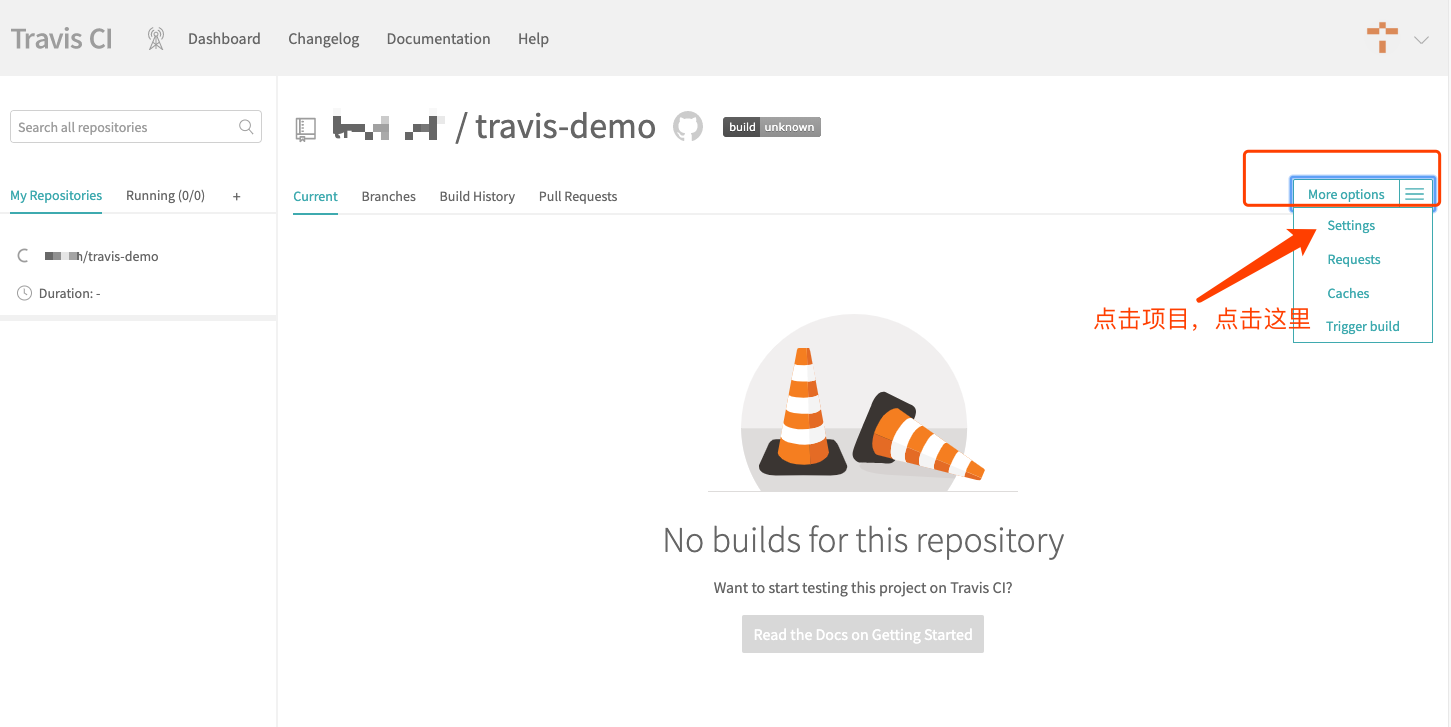 Travis CI
Dashboard Changelog Documentation Help
Search all repositories
My Repositories Running (0/0) +
/travis-demo
Duration: -
/ travis-demo build unknown
Current Branches Build History Pull Requests
More options
Settings
Requests
Caches
Trigger build
点击项目，点击这里
No builds for this repository
Want to start testing this project on Travis CI?
Read the Docs on Getting Started